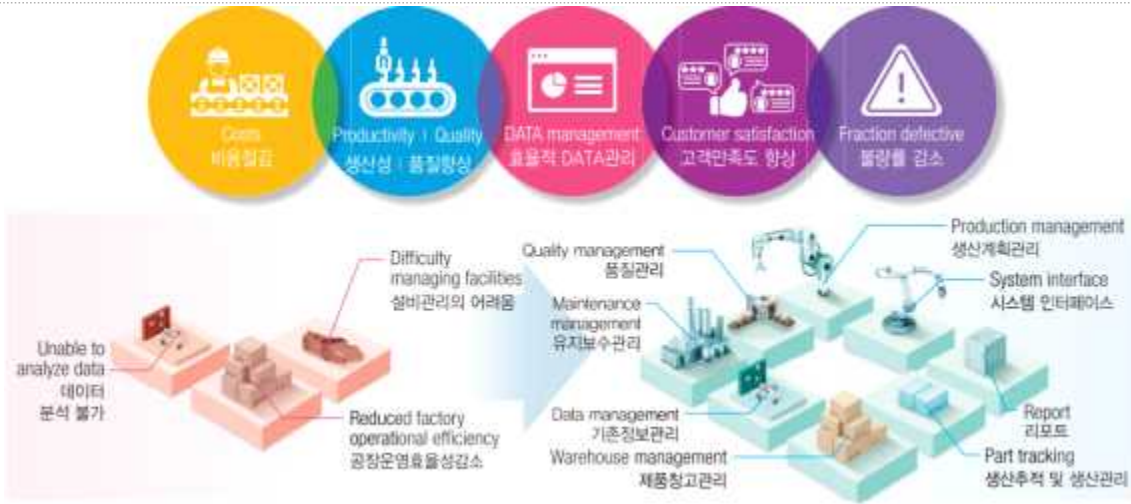 Costs
비용절감
Productivity | Quality
생산성 | 품질향상
DATA management
효율적 DATA관리
Customer satisfaction
고객만족도 향상
Fraction defective
불량률 감소
Unable to
analyze data
데이터
분석 불가
Difficulty
managing facilities
설비관리의 어려움
Reduced factory
operational efficiency
공장운영효율성감소
Quality management
품질관리
Maintenance
management
유지보수관리
Data management
기준정보관리
Warehouse management
제품창고관리
Production management
생산계획관리
System interface
시스템 인터페이스
Report
리포트
Part tracking
생산추적 및 생산관리